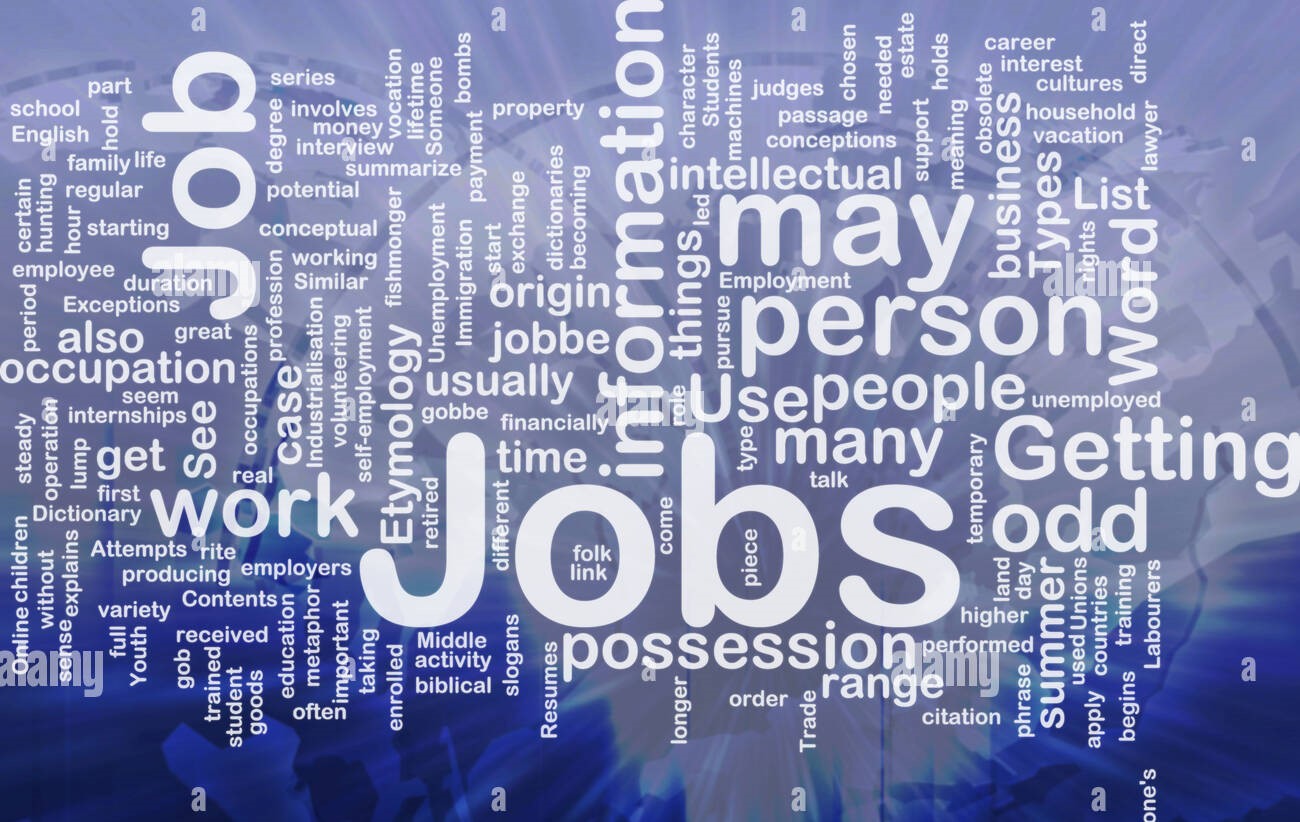 Jobs
Job
information
may
person
Word
Getting
odd
people
Use
many
work
possession
range
summer
occupation
also
get
See
case
Etymology
usually
jobbe
origin
time
things
intellectual
business
Types
List
series
part
school
English
hold
family
life
regular
certain
hunting
hour
starting
employee
duration
Exceptions
period
great
seem
internships
steady
operation
lump
first
real
Dictionary
Attempts
rite
producing
employers
Online
children
without
explains
sense
variety
Contents
full
Youth
received
gob
trained
student
goods
education
metaphor
important
taking
often
enrolled
involves
money
interview
summarize
degree
vocation
lifetime
Someone
bombs
payment
property
potential
conceptual
working
Similar
profession
occupations
Industrialisation
volunteering
self-employment
fishmonger
Unemployment
Immigration
start
exchange
dictionaries
becoming
gobbe
financially
retired
different
folk
link
come
piece
Middle
activity
biblical
slogans
Resumes
longer
order
Trade
citation
performed
higher
phrase
apply
begins
land
day
used
Unions
countries
training
Labourers
one's
temporary
talk
type
role
pursue
Employment
led
unemployed
rights
character
Students
machines
judges
passage
conceptions
chosen
needed
estate
support
holds
meaning
obsolete
career
interest
cultures
household
vacation
direct
lawyer
alamy
alamy
alamy
alamy
a
a
a
a
a
a
a
a
a
a
a
a
a
a